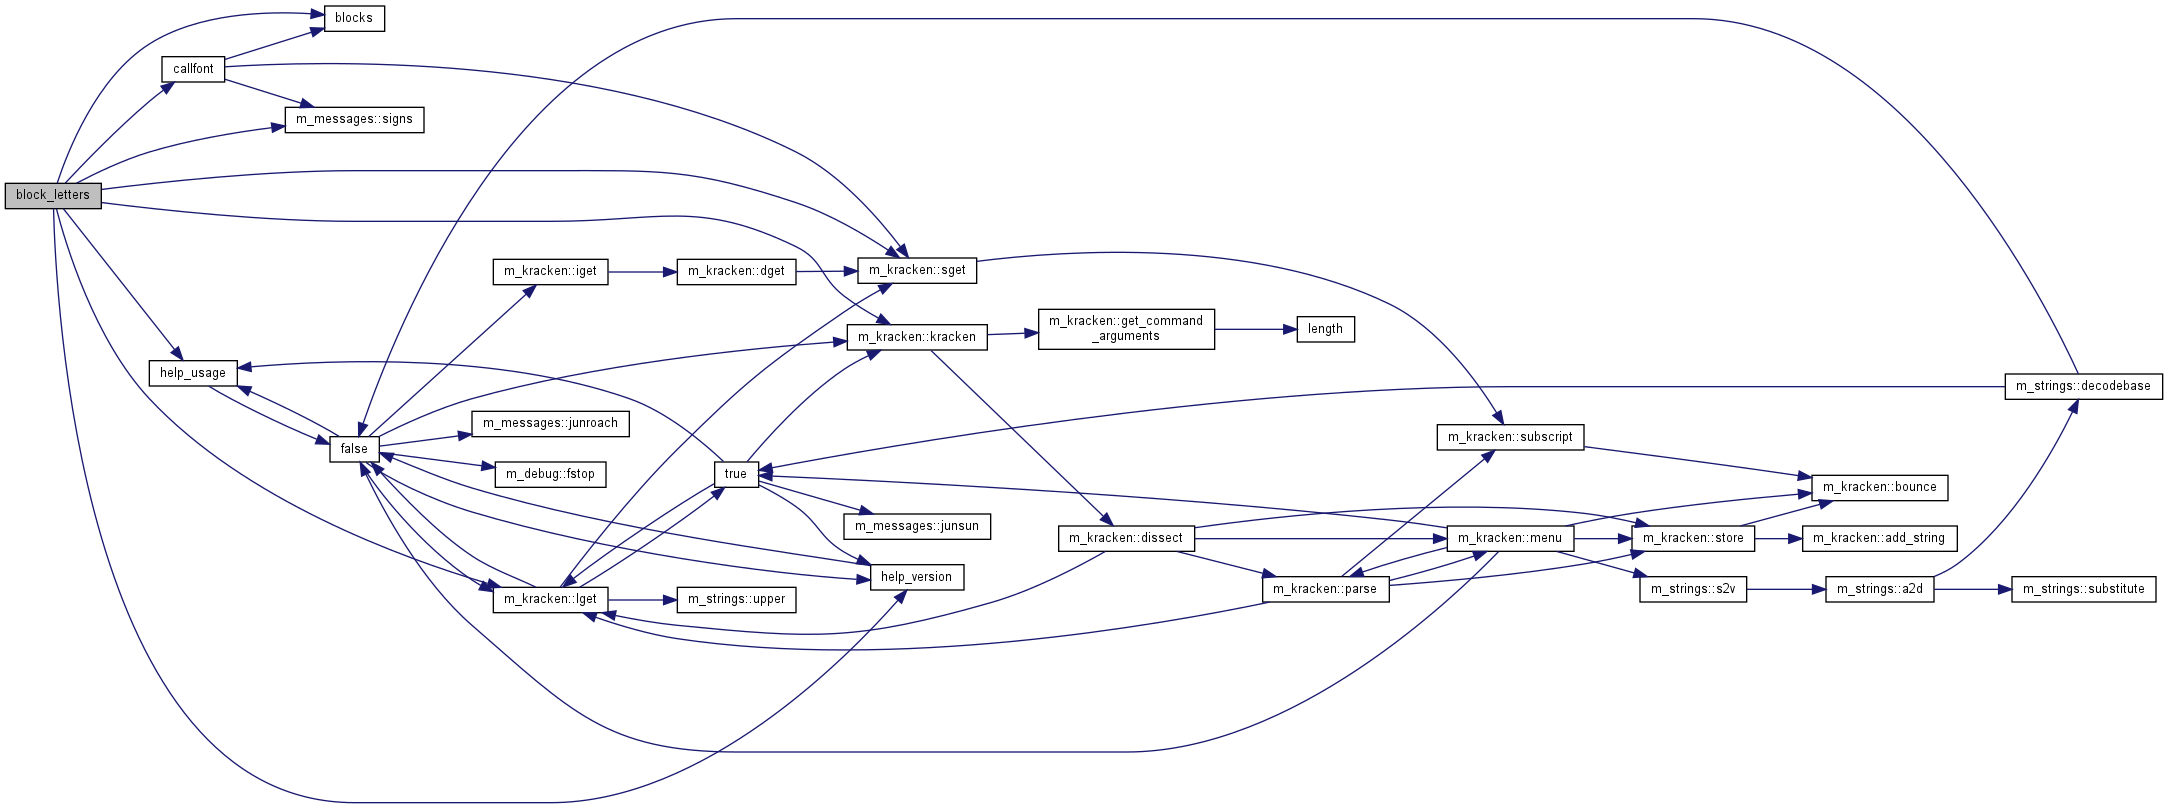 blocks
callfont
m_messages::signs
block_letters
m_kracken::iget
m_kracken::dget
m_kracken::sget
m_kracken::get_command
_arguments
length
m_kracken::kracken
help_usage
m_strings::decodebase
m_messages::junroach
m_kracken::subscript
false
m_debug::fstop
true
m_kracken::bounce
m_messages::junsun
m_kracken::dissect
m_kracken::menu
m_kracken::store
m_kracken::add_string
help_version
m_kracken::parse
m_strings::s2v
m_strings::a2d
m_strings::substitute
m_kracken::lget
m_strings::upper